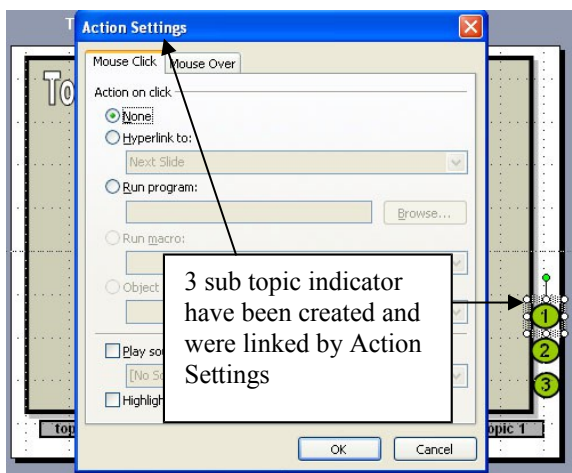 Action Settings
Mouse Click
Mouse Over
To
Action on click
None
Hyperlink to:
Next Slide
Run program:
Browse...
Run macro:
Object
3 sub topic indicator
have been created and
were linked by Action
Settings
1
2
3
Play so
[No S
Highligh
top
opic 1
OK
Cancel